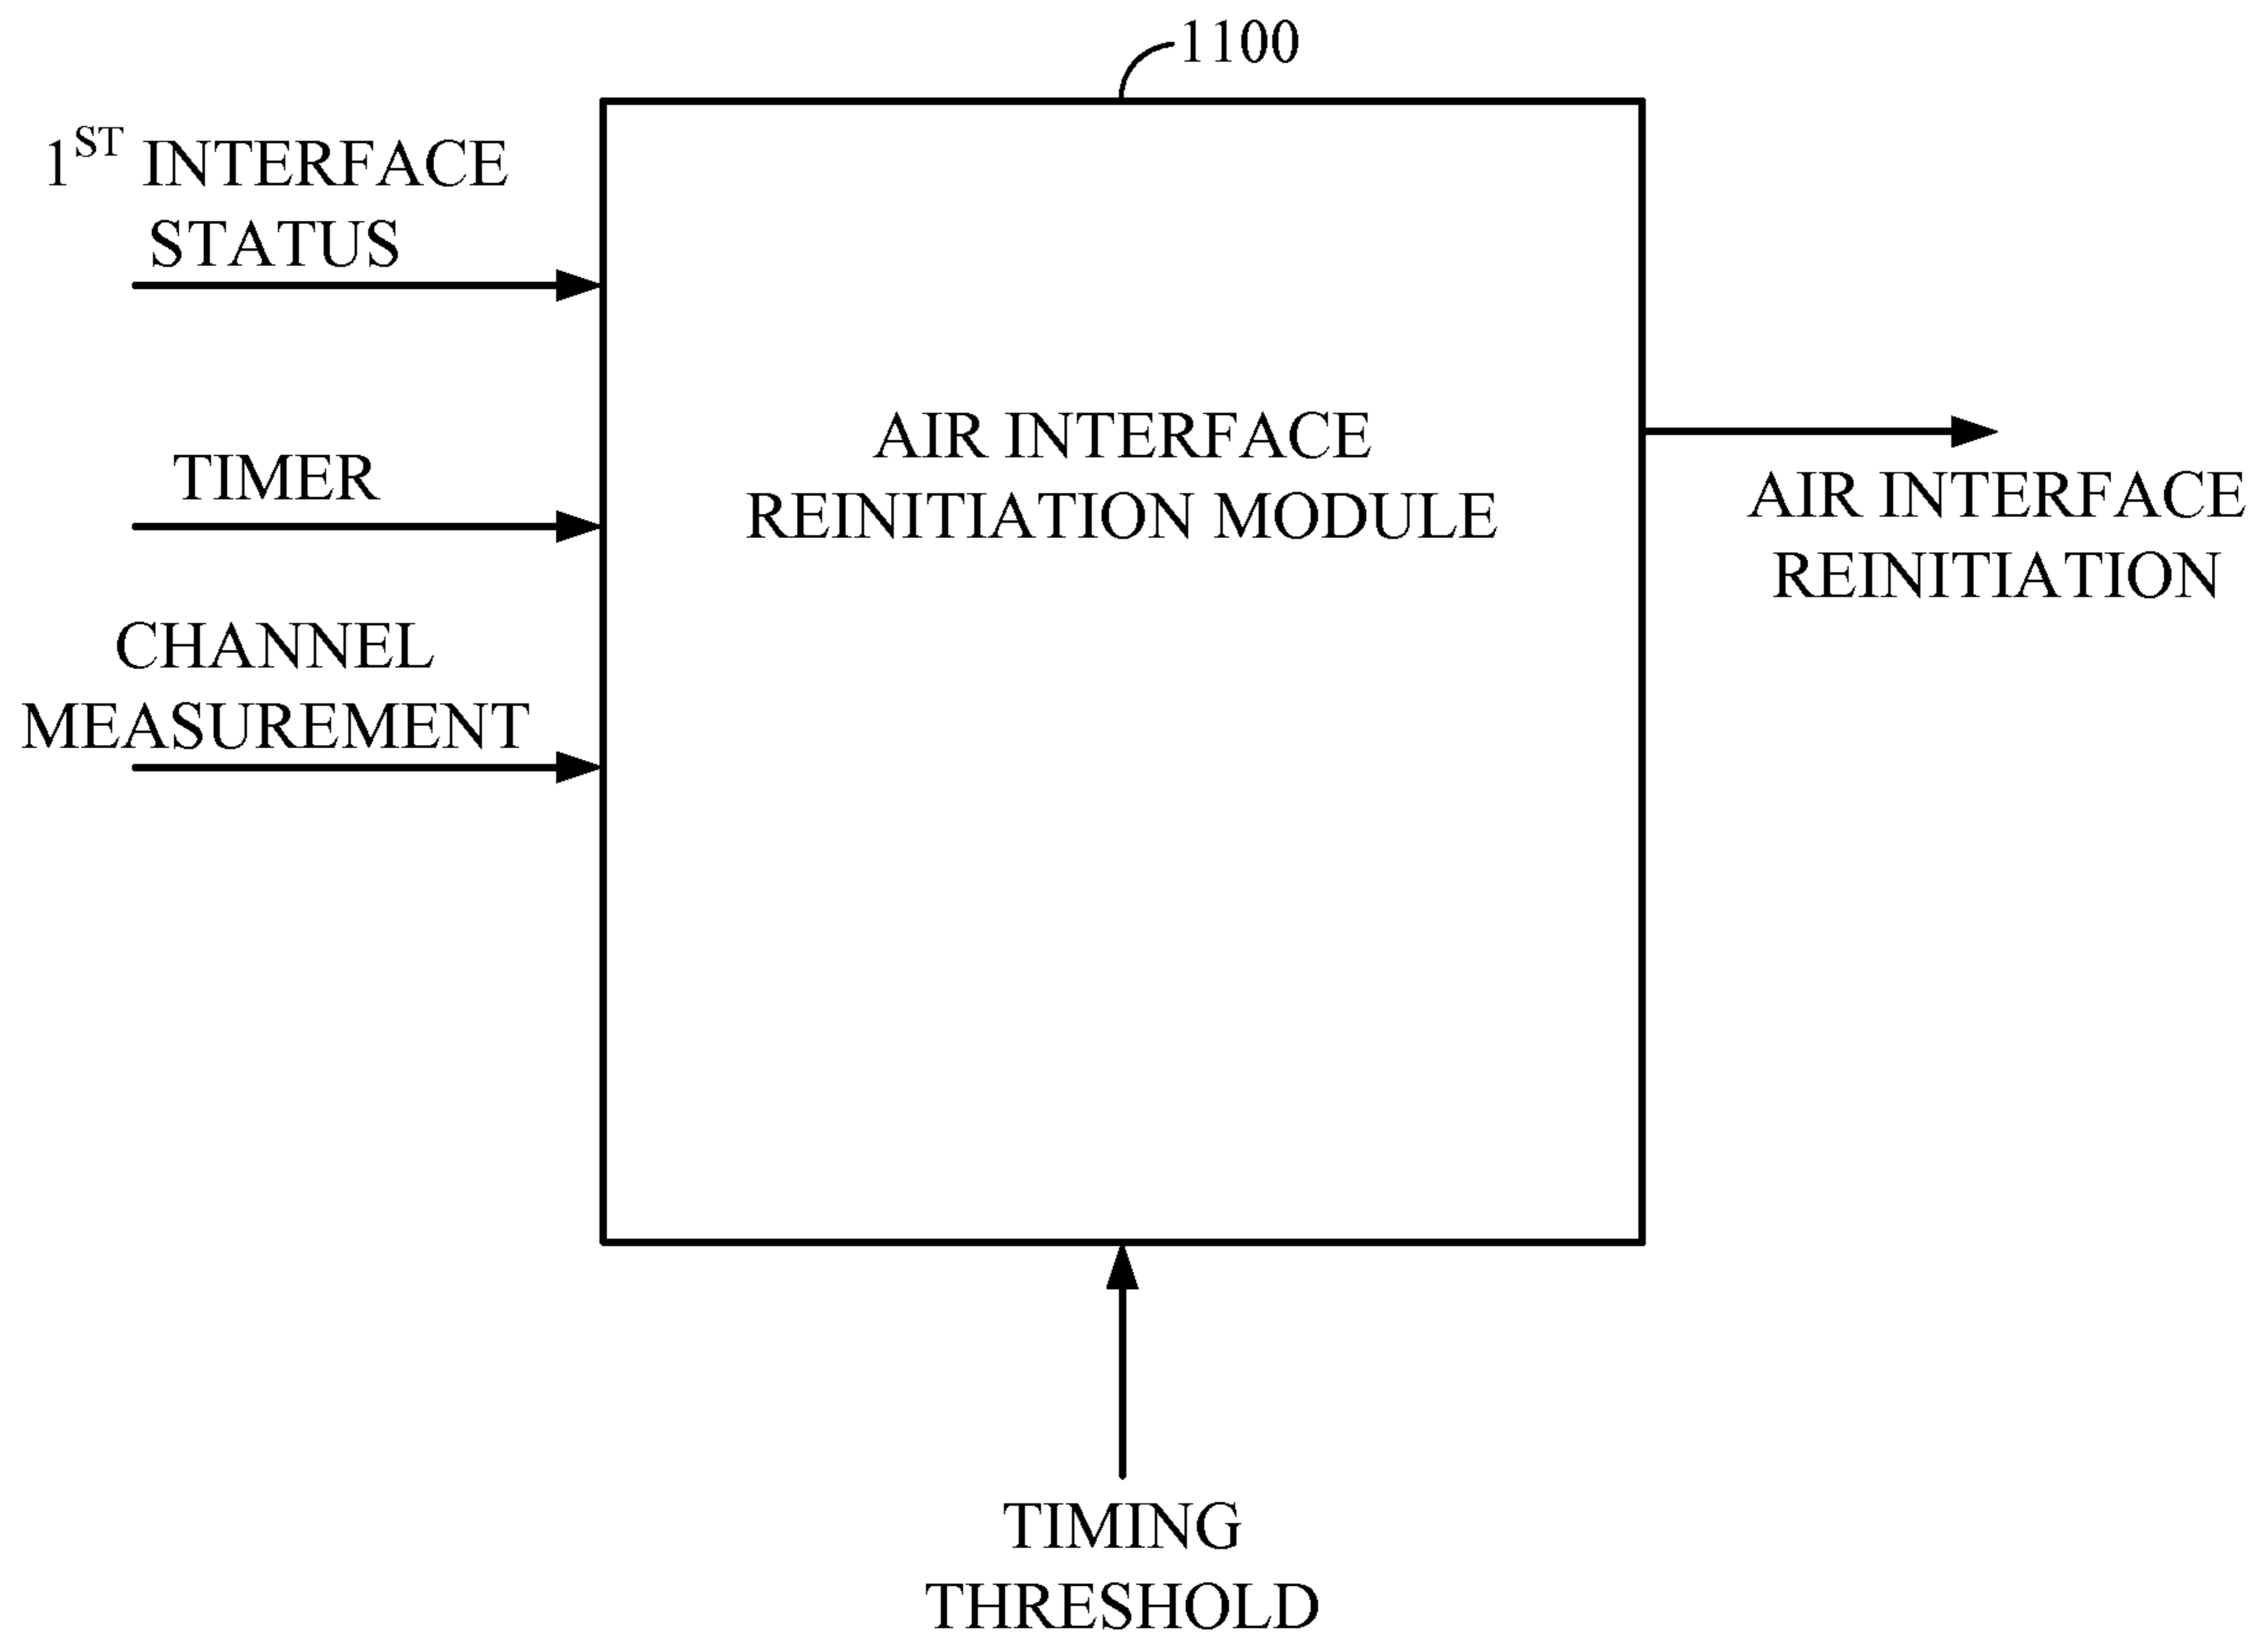 1100
1ST INTERFACE
STATUS
TIMER
CHANNEL
MEASUREMENT
AIR INTERFACE
REINITIATION MODULE
AIR INTERFACE
REINITIATION
TIMING
THRESHOLD